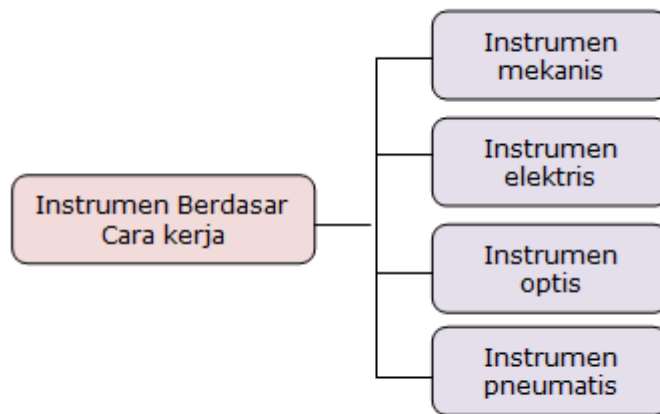 Instrumen Berdasar
Cara kerja
Instrumen
mekanis
Instrumen
elektris
Instrumen
optis
Instrumen
pneumatis